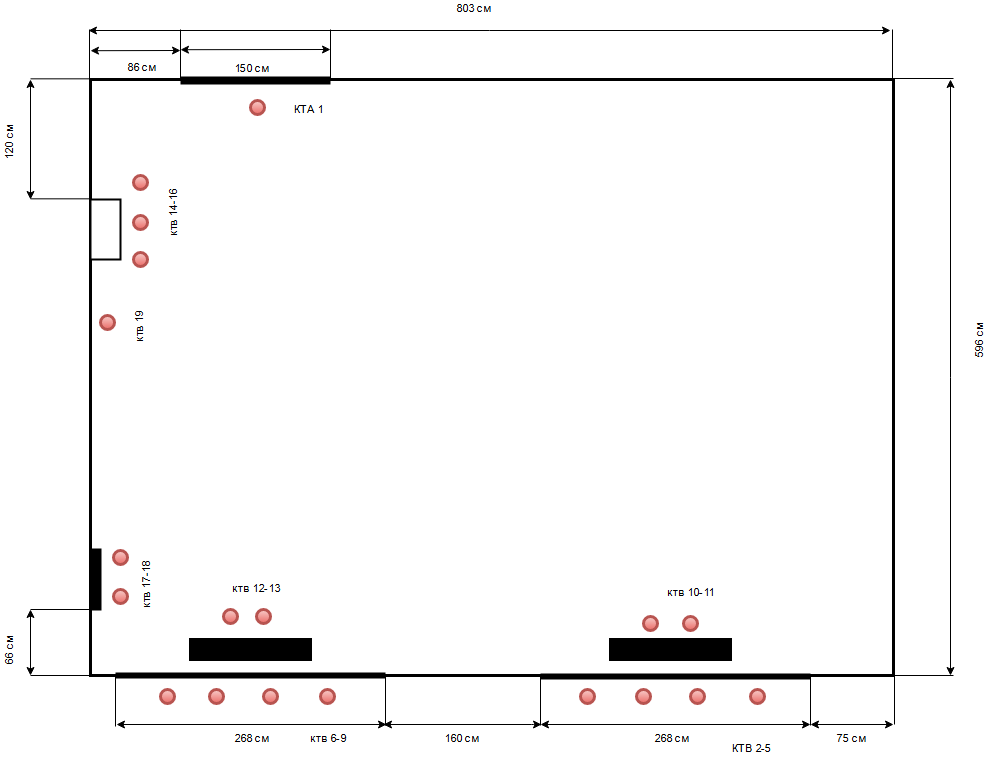 803 см
86 см
150 см
КТА 1
120 см
ктв 14-16
ктв 19
596 см
ктв 17-18
ктв 12-13
ктв 10-11
66 см
268 см
ктв 6-9
160 см
268 см
75 см
КТВ 2-5